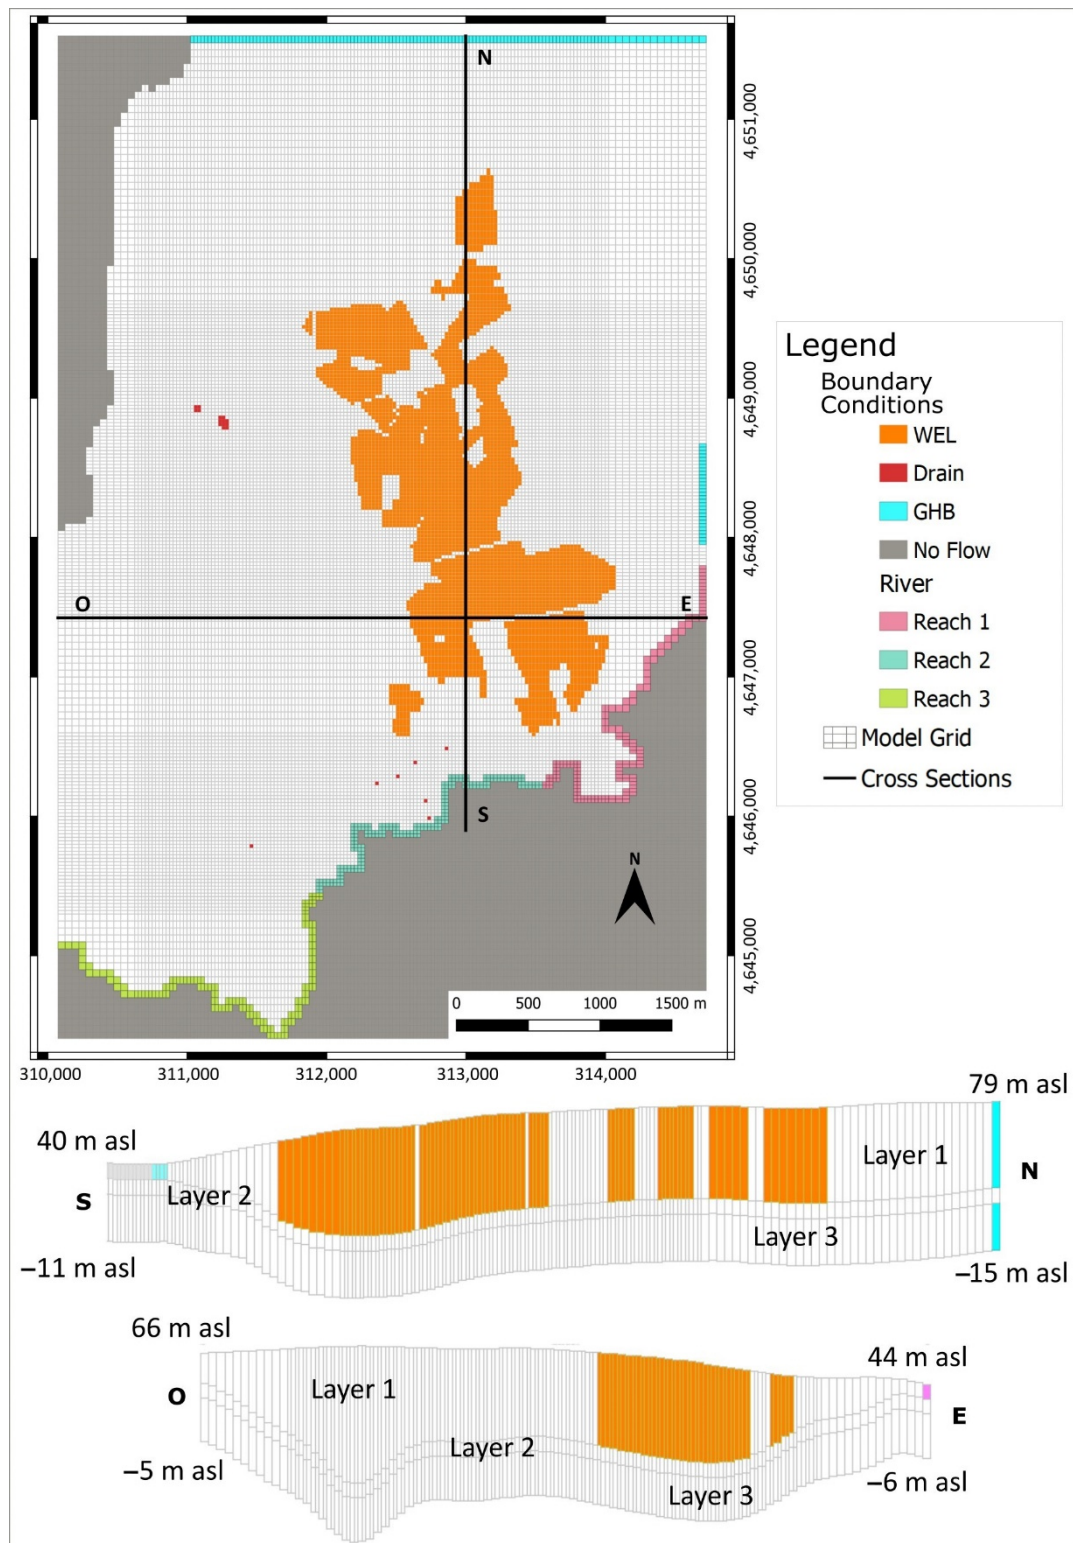 N
4,651,000
4,650,000
4,649,000
4,648,000
O
E
4,647,000
S
4,646,000
N
4,645,000
0 500 1000 1500 m
310,000 311,000 312,000 313,000 314,000
Legend
Boundary
Conditions
WEL
Drain
GHB
No Flow
River
Reach 1
Reach 2
Reach 3
Model Grid
Cross Sections
79 m asl
40 m asl
Layer 1
N
S
Layer 2
Layer 3
–11 m asl
–15 m asl
66 m asl
44 m asl
Layer 1
O
E
Layer 2
–5 m asl
Layer 3
–6 m asl